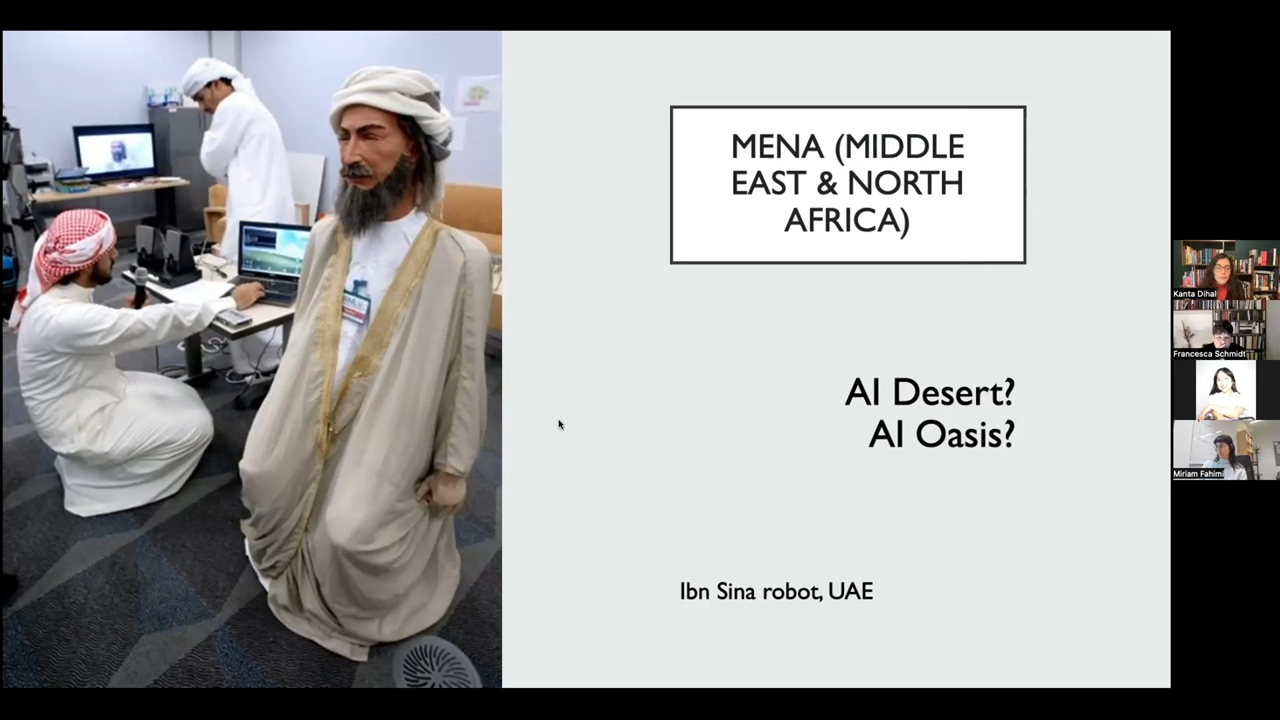 MENA (MIDDLE
EAST & NORTH
AFRICA)
AI Desert?
AI Oasis?
Ibn Sina robot, UAE
Kanta Dihal
Francesca Schmidt
Miriam Fahimi